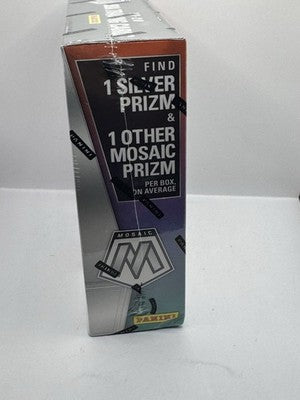 FIND
1 SILVER
PRIZM
&
1 OTHER
MOSAIC
PRIZM
PER BOX,
ON AVERAGE
MOSAIC
PANINI